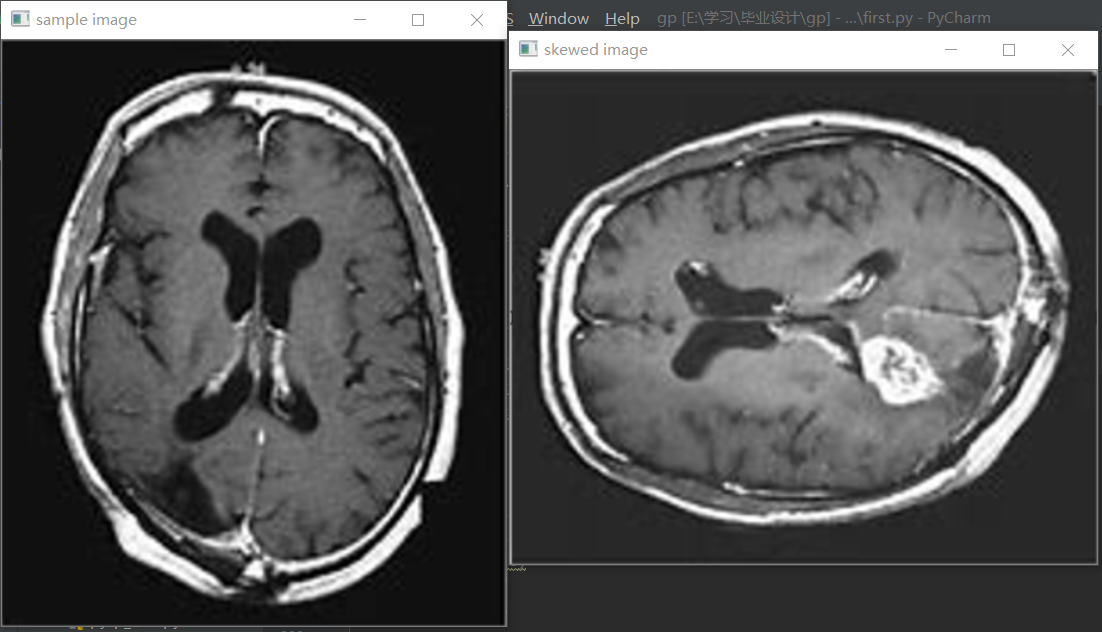 sample image
Window Help gp [E:\学习\毕业设计\gp] - ...\first.py - PyCharm
skewed image